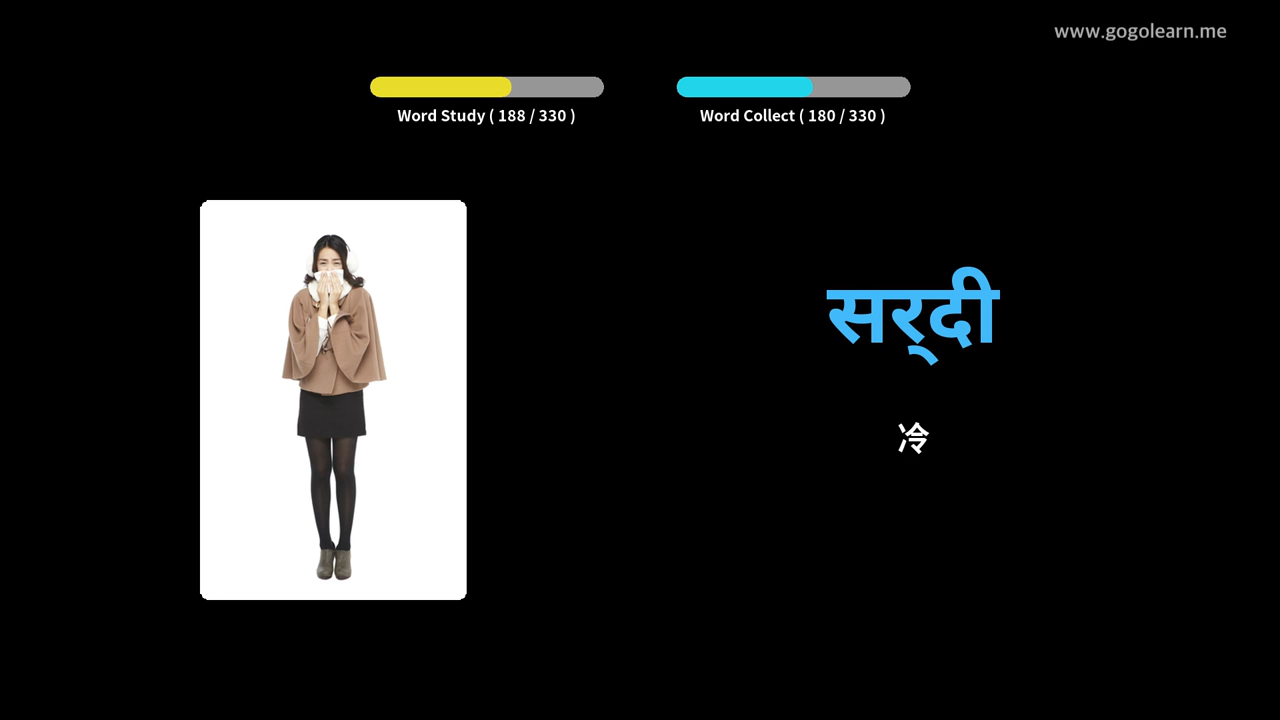 www.gogolearn.me
Word Study ( 188 / 330 )
Word Collect ( 180 / 330 )
सर्‌दी
冷